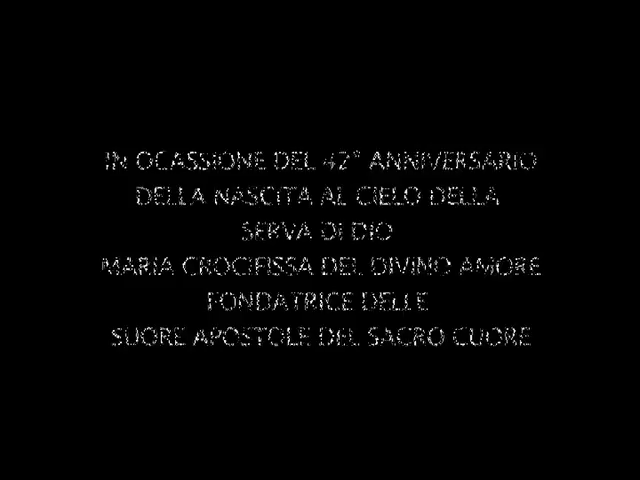 IN OCASSIONE DEL 42° ANNIVERSARIO
DELLA NASCITA AL CIELO DELLA
SERVA DI DIO
MARIA CROCIFISSA DEL DIVINO AMORE
FONDATRICE DELLE
SUORE APOSTOLE DEL SACRO CUORE